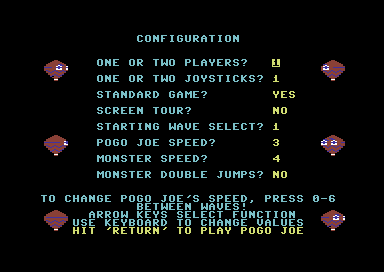 CONFIGURATION
ONE OR TWO PLAYERS? 1
ONE OR TWO JOYSTICKS? 1
STANDARD GAME? YES
SCREEN TOUR? NO
STARTING WAVE SELECT? 1
POGO JOE SPEED? 3
MONSTER SPEED? 4
MONSTER DOUBLE JUMPS? NO
TO CHANGE POGO JOE'S SPEED, PRESS 0-6
BETWEEN WAVES!
ARROW KEYS SELECT FUNCTION
USE KEYBOARD TO CHANGE VALUES
HIT 'RETURN' TO PLAY POGO JOE